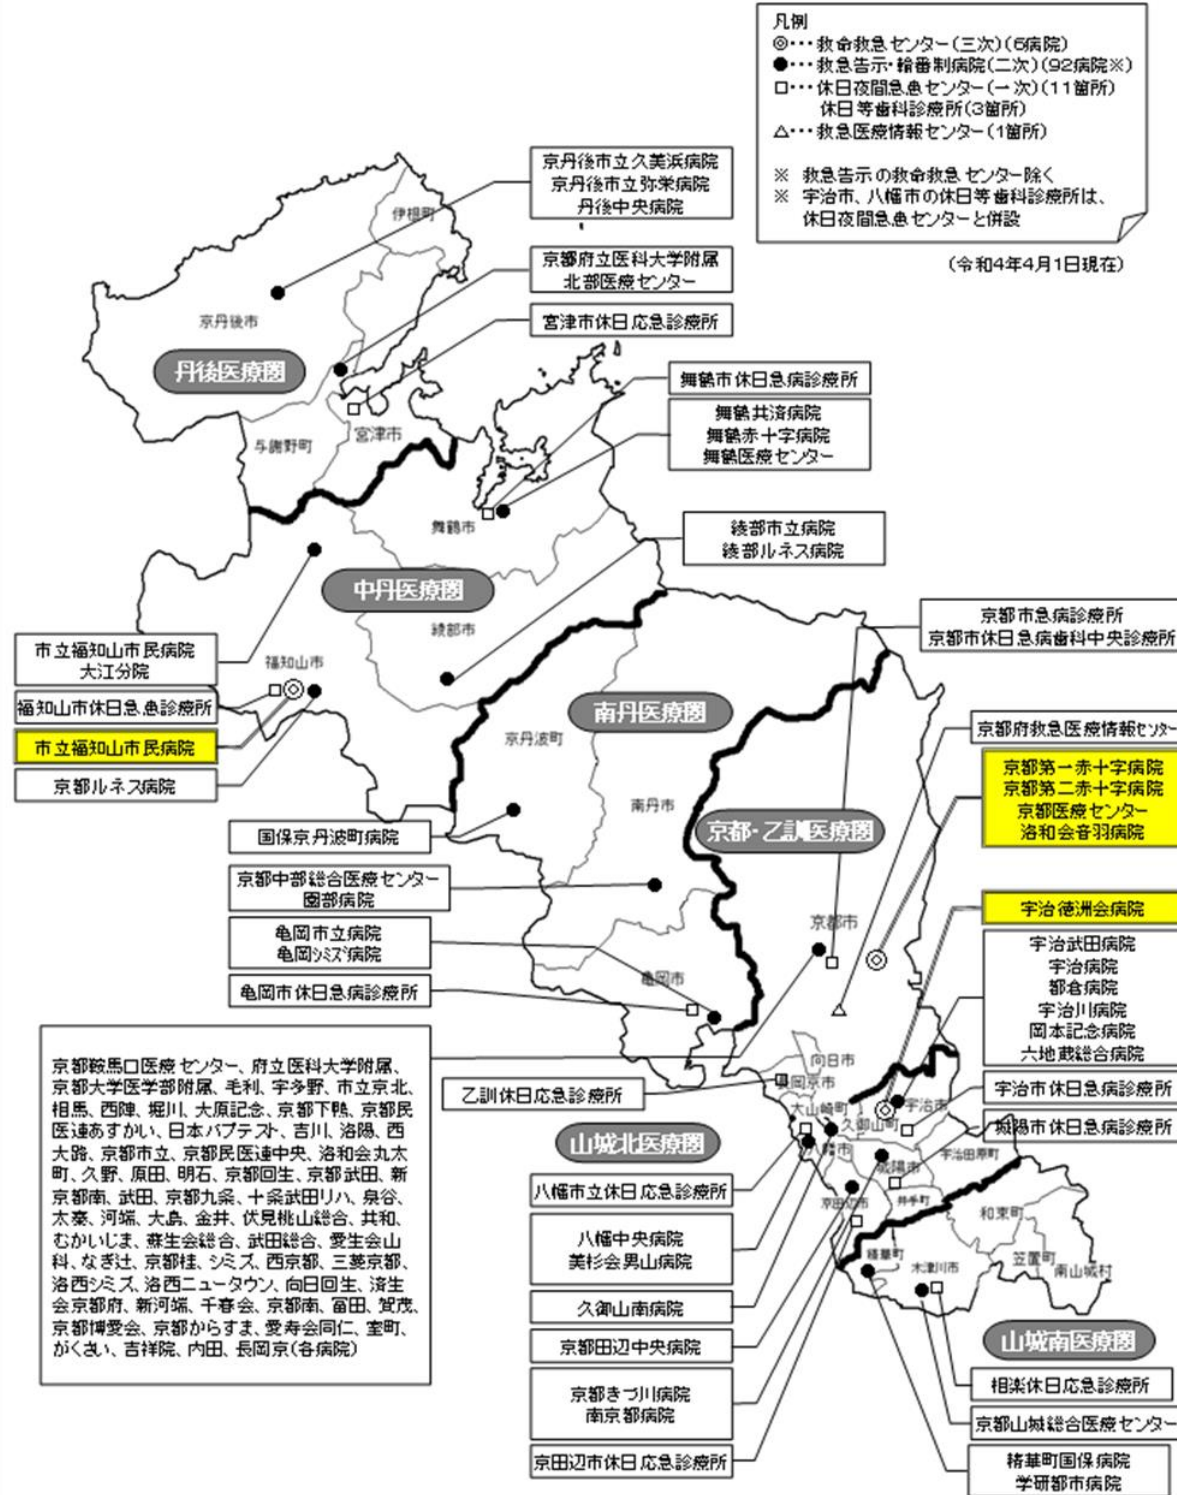 凡例
◎･･･救命救急センター(三次)(6病院)
●･･･救急告示・輪番制病院(二次)(92病院※)
□･･･休日夜間急患センター(一次)(11箇所)
休日等歯科診療所(3箇所)
△･･･救急医療情報センター(1箇所)
※ 救急告示の救命救急センター除く
※ 宇治市、八幡市の休日等歯科診療所は、
休日夜間急患センターと併設
(令和4年4月1日現在)
京丹後市立久美浜病院
京丹後市立弥栄病院
丹後中央病院
伊根町
京都府立医科大学附属
北部医療センター
京丹後市
宮津市休日応急診療所
丹後医療圏
舞鶴市休日急病診療所
舞鶴共済病院
舞鶴赤十字病院
舞鶴医療センター
与謝野町
宮津市
舞鶴市
綾部市立病院
綾部ルネス病院
中丹医療圏
綾部市
京都市急病診療所
京都市休日急病歯科中央診療所
市立福知山市民病院
大江分院
福知山市
福知山市休日急患診療所
市立福知山市民病院
京都ルネス病院
南丹医療圏
京丹波町
京都府救急医療情報センター
京都第一赤十字病院
京都第二赤十字病院
京都医療センター
洛和会音羽病院
南丹市
京都・乙訓医療圏
国保京丹波町病院
京都中部総合医療センター
園部病院
宇治徳洲会病院
亀岡市立病院
亀岡シミズ病院
京都市
宇治武田病院
宇治病院
都倉病院
宇治川病院
岡本記念病院
六地蔵総合病院
亀岡市
亀岡市休日急病診療所
京都鞍馬口医療センター、府立医科大学附属、
京都大学医学部附属、毛利、宇多野、市立京北、
相馬、西陣、堀川、大原記念、京都下鴨、京都民
医連あすかい、日本バプテスト、吉川、洛陽、西
大路、京都市立、京都民医連中央、洛和会丸太
町、久野、原田、明石、京都回生、京都武田、新
京都南、武田、京都九条、十条武田リハ、泉谷、
太秦、河端、大島、金井、伏見桃山総合、共和、
むかいじま、蘇生会総合、武田総合、愛生会山
科、なぎ辻、京都桂、シミズ、西京都、三菱京都、
洛西シミズ、洛西ニュータウン、向日回生、済生
会京都府、新河端、千春会、京都南、冨田、賀茂、
京都博愛会、京都からすま、愛寿会同仁、室町、
がくさい、吉祥院、内田、長岡京(各病院)
向日市
長岡京市
乙訓休日応急診療所
宇治市休日急病診療所
大山崎町
宇治市
久御山町
城陽市休日急病診療所
山城北医療圏
八幡市
宇治田原町
城陽市
八幡市立休日応急診療所
京田辺市
井手町
和束町
八幡中央病院
美杉会男山病院
精華町
笠置町
木津川市
南山城村
久御山南病院
京都田辺中央病院
山城南医療圏
京都きづ川病院
南京都病院
相楽休日応急診療所
京都山城総合医療センター
京田辺市休日応急診療所
精華町国保病院
学研都市病院